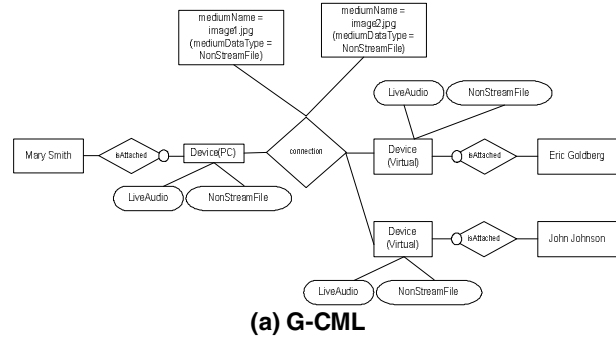 mediumName =
image1.jpg
(mediumDataType =
NonStreamFile)
mediumName =
image2.jpg
(mediumDataType =
NonStreamFile)
LiveAudio
NonStreamFile
Mary Smith
isAttached
Device(PC)
connection
Device
(Virtual)
isAttached
Eric Goldberg
LiveAudio
NonStreamFile
Device
(Virtual)
isAttached
John Johnson
LiveAudio
NonStreamFile
(a) G-CML